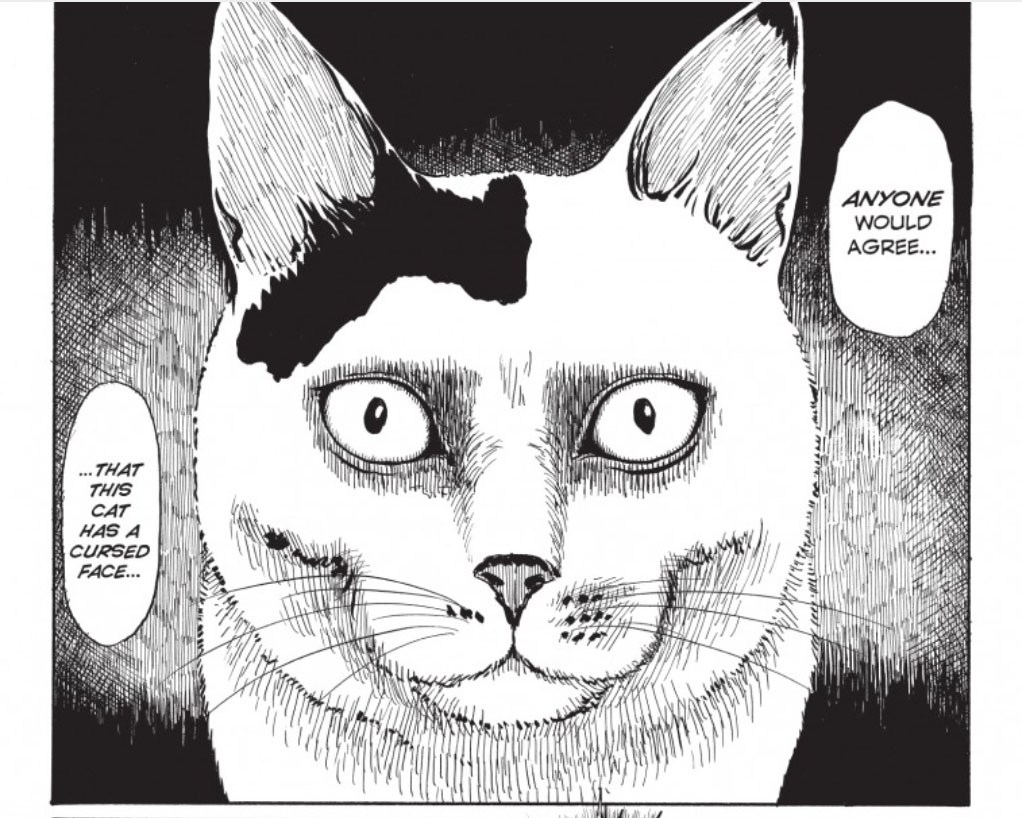 ANYONE
WOULD
AGREE...
...THAT
THIS
CAT
HAS A
CURSED
FACE...